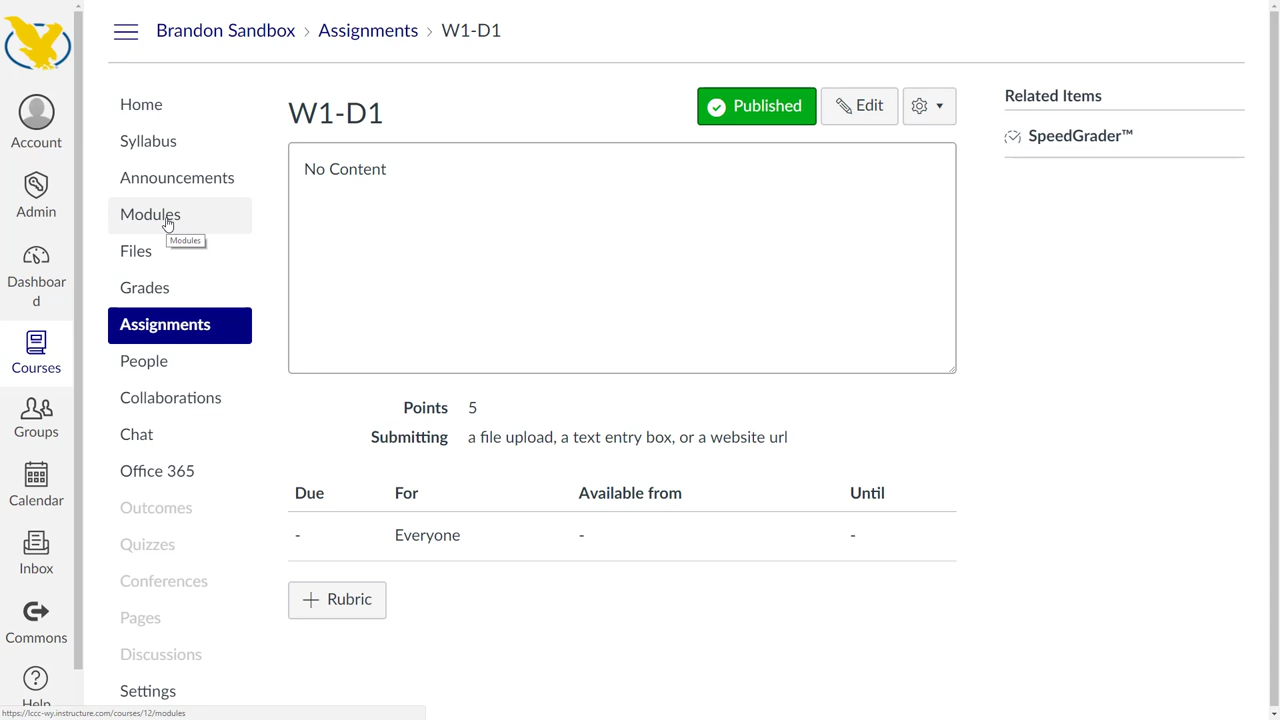 Brandon Sandbox › Assignments › W1-D1
Account
Admin
Dashboar
d
Courses
Groups
Calendar
Inbox
Commons
Help
Home
Syllabus
Announcements
Modules
Modules
Files
Grades
Assignments
People
Collaborations
Chat
Office 365
Outcomes
Quizzes
Conferences
Pages
Discussions
Settings
W1-D1
Published
Edit
No Content
Points 5
Submitting a file upload, a text entry box, or a website url
Due For Available from Until
- Everyone - -
+ Rubric
Related Items
SpeedGrader™
https://lccc-wy.instructure.com/courses/12/modules